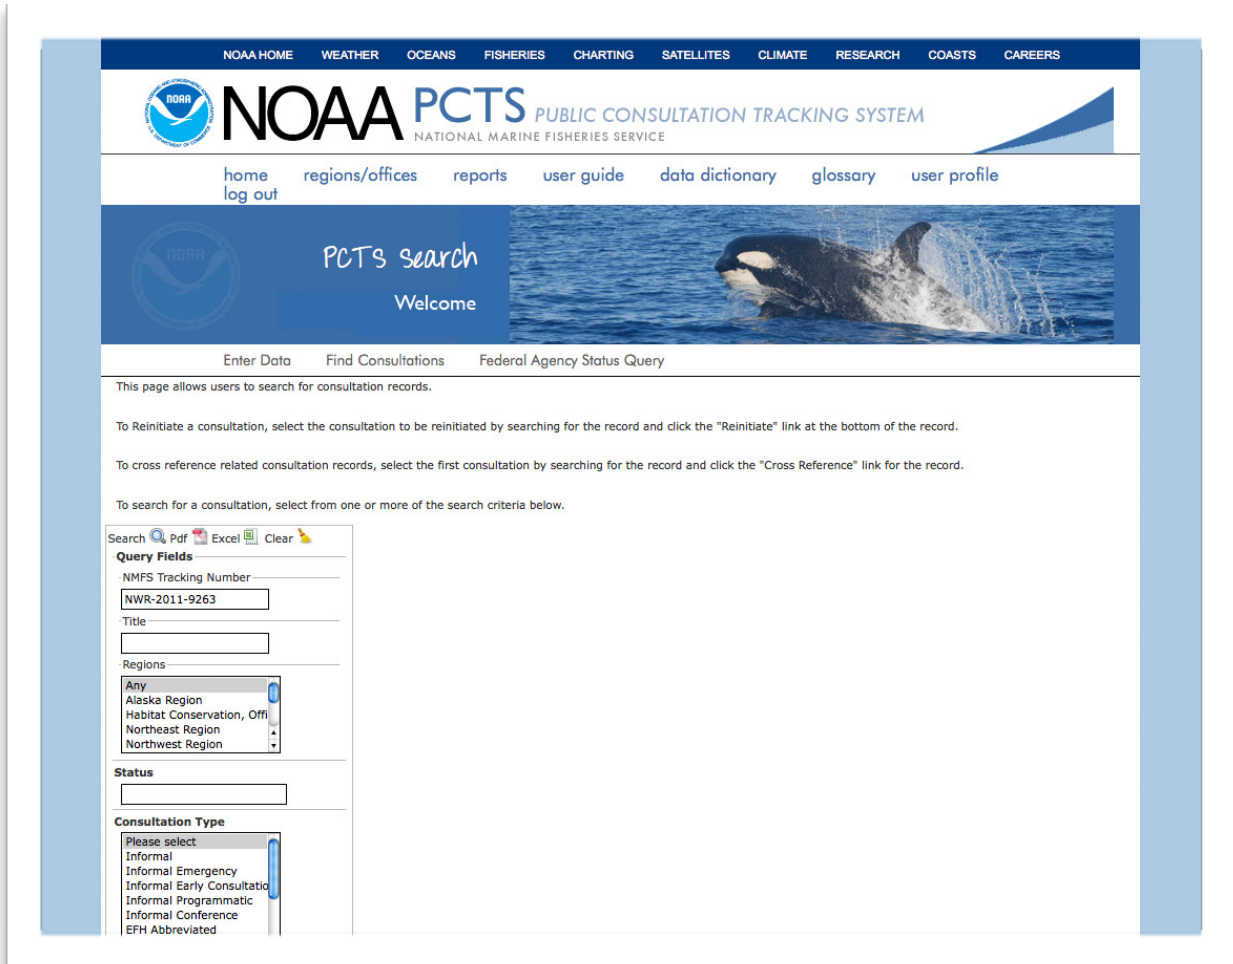 NOAA HOME WEATHER OCEANS FISHERIES CHARTING SATELLITES CLIMATE RESEARCH COASTS CAREERS
NOAA
NOAA PCTS PUBLIC CONSULTATION TRACKING SYSTEM
NATIONAL MARINE FISHERIES SERVICE
home regions/offices reports user guide data dictionary glossary user profile
log out
NOAA
PCTS search
Welcome
Enter Data Find Consultations Federal Agency Status Query
This page allows users to search for consultation records.
To Reinitiate a consultation, select the consultation to be reinitiated by searching for the record and click the "Reinitiate" link at the bottom of the record.
To cross reference related consultation records, select the first consultation by searching for the record and click the "Cross Reference" link for the record.
To search for a consultation, select from one or more of the search criteria below.
Search Pdf Excel Clear
Query Fields
NMFS Tracking Number
NWR-2011-9263
Title
Regions
Any
Alaska Region
Habitat Conservation, Offi
Northeast Region
Northwest Region
Status
Consultation Type
Please select
Informal
Informal Emergency
Informal Early Consultatio
Informal Programmatic
Informal Conference
EFH Abbreviated